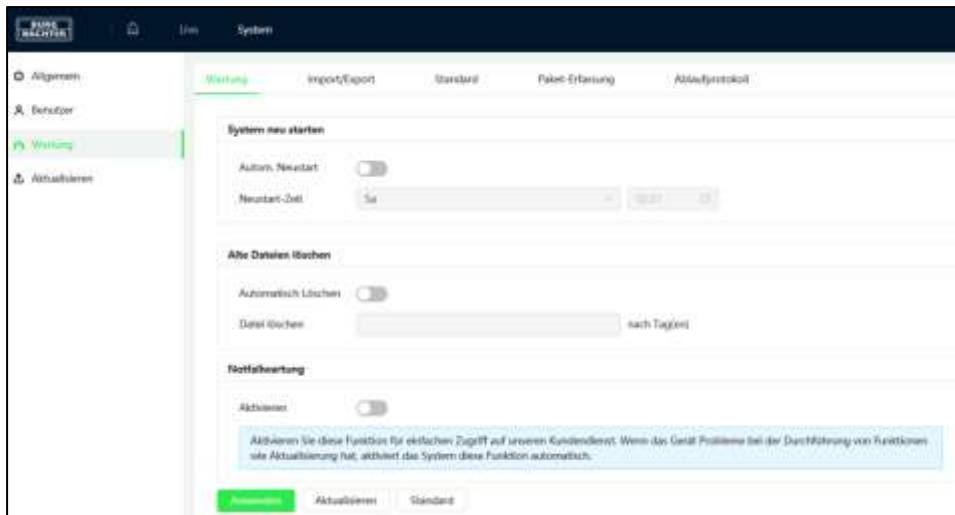 BURG
WÄCHTER
Live
System
Allgemein
Benutzer
Wartung
Aktualisieren
Wartung
Import/Export
Standard
Paket-Erfassung
Ablaufprotokoll
System neu starten
Autom. Neustart
Neustart-Zeit
Sa
Alte Dateien löschen
Automatisch Löschen
Datei löschen
nach Tag(en)
Notfallwartung
Aktivieren
Aktivieren Sie diese Funktion für einfachen Zugriff auf unseren Kundendienst. Wenn das Gerät Probleme bei der Durchführung von Funktionen
wie Aktualisierung hat, aktiviert das System diese Funktion automatisch.
Anwenden
Aktualisieren
Standard